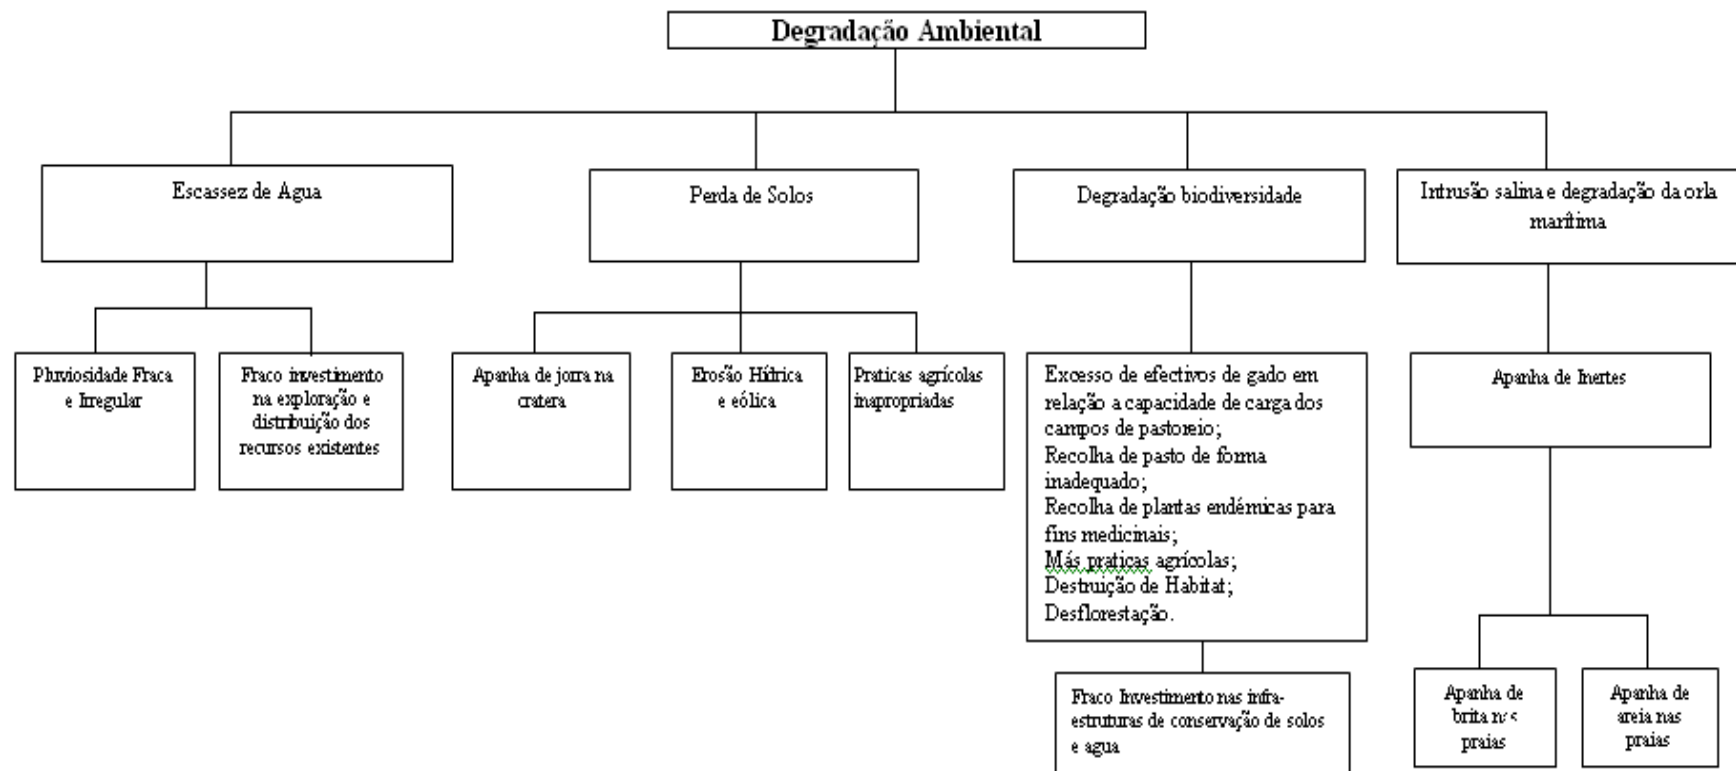 Degradação Ambiental
Escassez de Agua
Perda de Solos
Degradação biodiversidade
Intrusão salina e degradação da orla
marítima
Pluviosidade Fraca
e Irregular
Fraco investimento
na exploração e
distribuição dos
recursos existentes
Apanha de jorra na
cratera
Erosão Hídrica
e eólica
Praticas agrícolas
inapropriadas
Excesso de efectivos de gado em
relação a capacidade de carga dos
campos de pastoreio;
Recolha de pasto de forma
inadequado;
Recolha de plantas endémicas para
fins medicinais;
Más praticas agrícolas;
Destruição de Habitat;
Desflorestação.
Apanha de Inertes
Fraco Investimento nas infra-
estruturas de conservação de solos
e agua
Apanha de
brita nas
praias
Apanha de
areia nas
praias